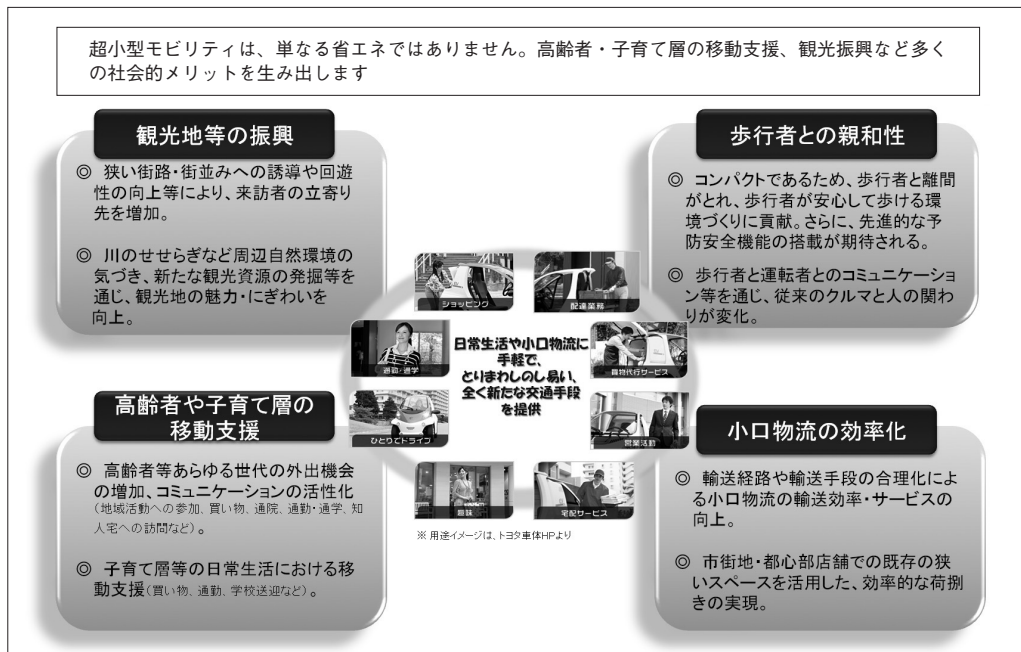 超小型モビリティは、単なる省エネではありません。高齢者・子育て層の移動支援、観光振興など多く
の社会的メリットを生み出します
観光地等の振興
◎ 狭い街路・街並みへの誘導や回遊
性の向上等により、来訪者の立寄り
先を増加。
◎ 川のせせらぎなど周辺自然環境の
気づき、新たな観光資源の発掘等を
通じ、観光地の魅力・にぎわいを
向上。
歩行者との親和性
◎ コンパクトであるため、歩行者と離間
がとれ、歩行者が安心して歩ける環
境づくりに貢献。さらに、先進的な予
防安全機能の搭載が期待される。
◎ 歩行者と運転者とのコミュニケーショ
ン等を通じ、従来のクルマと人の関わ
りが変化。
ショッピング
配達業務
通勤・通学
日常生活や小口物流に
手軽で、
とりまわしのし易い、
全く新たな交通手段
を提供
買物代行サービス
ひとりでドライブ
営業活動
趣味
宅配サービス
※ 用途イメージは、トヨタ車体HPより
高齢者や子育て層の
移動支援
◎ 高齢者等あらゆる世代の外出機会
の増加、コミュニケーションの活性化
(地域活動への参加、買い物、通院、通勤・通学、知
人宅への訪問など)。
◎ 子育て層等の日常生活における移
動支援(買い物、通勤、学校送迎など)。
小口物流の効率化
◎ 輸送経路や輸送手段の合理化によ
る小口物流の輸送効率・サービスの
向上。
◎ 市街地・都心部店舗での既存の狭
いスペースを活用した、効率的な荷捌
きの実現。